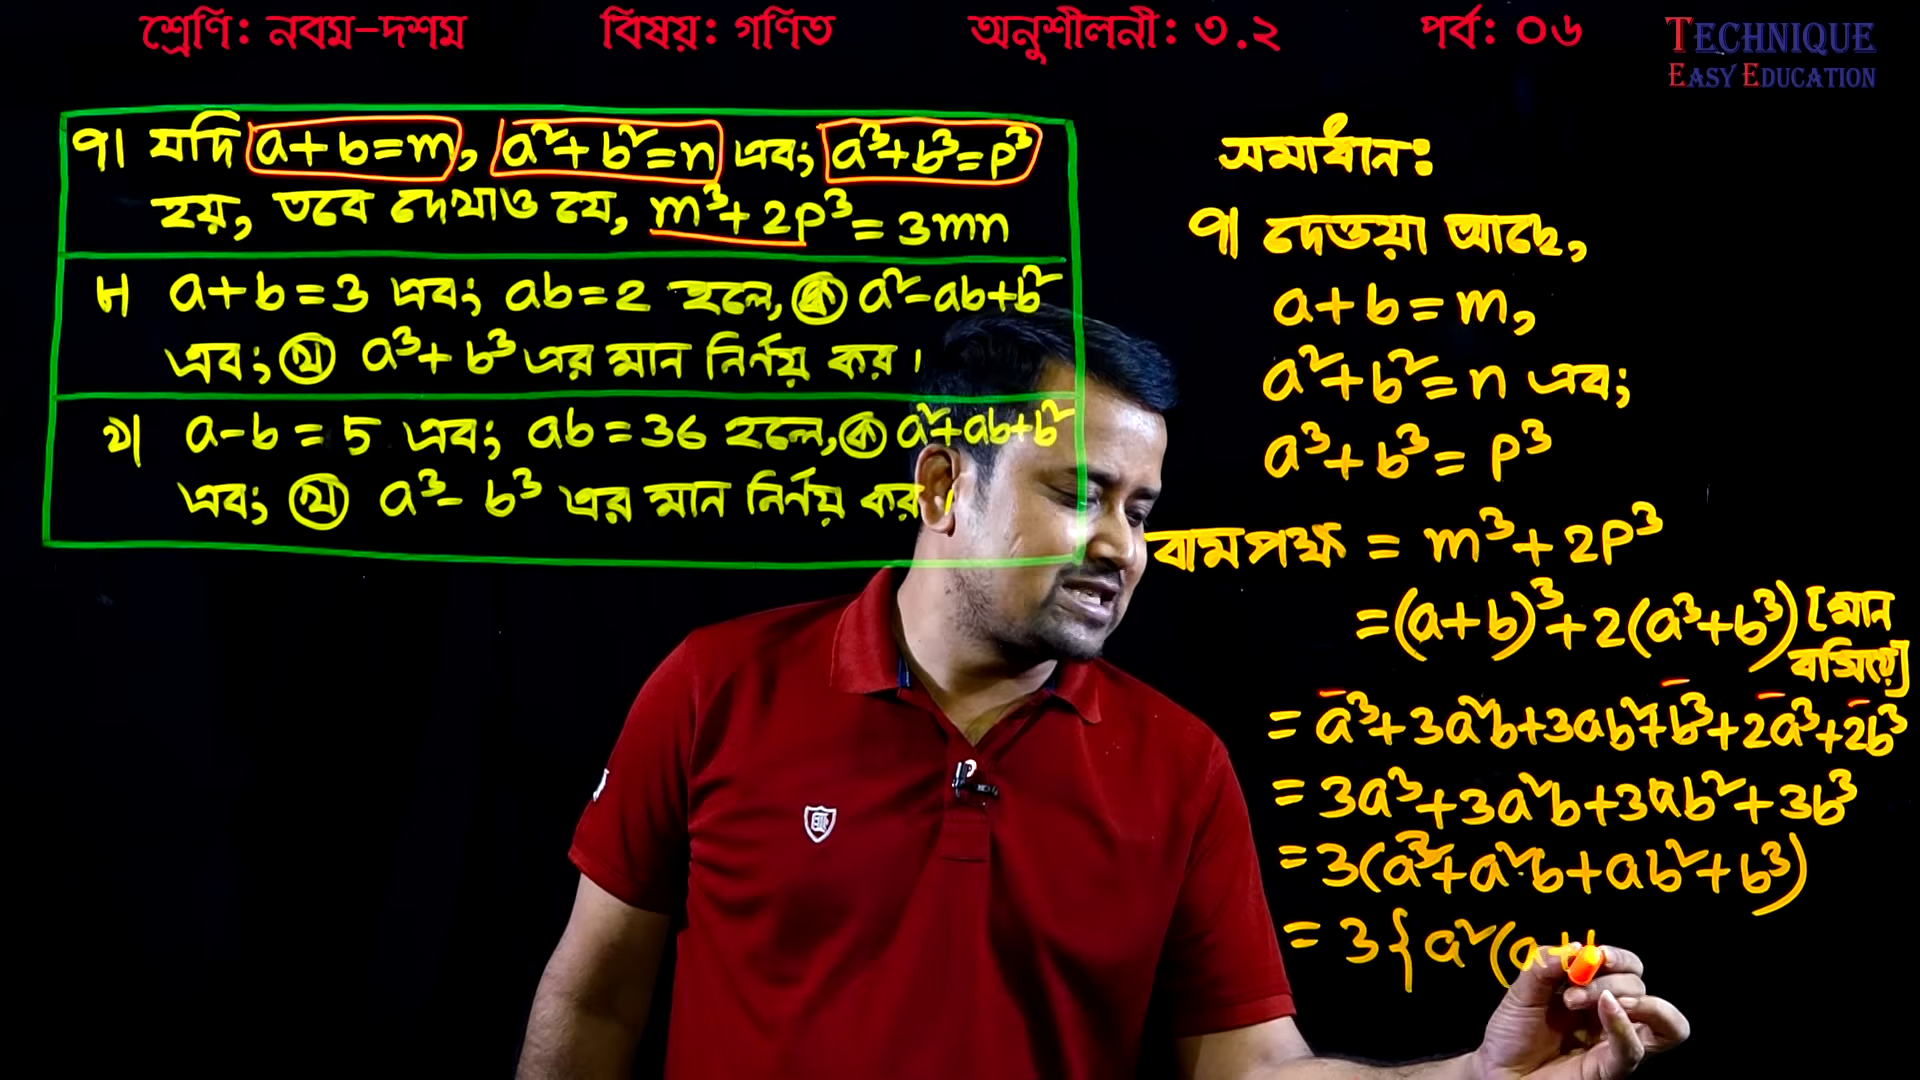 শ্রেণি: নবম-দশম বিষয়: গণিত অনুশীলনী: ৩.২ পর্ব: ০৬
TECHNIQUE
EASY EDUCATION
৭। যদি a+b=m, a²+b²=n এবং a³+b³=p³
হয়, তবে দেখাও যে, m³+2p³=3mn
৮। a+b=3 এবং ab=2 হলে, ক a²-ab+b²
এবং খ a³+b³ এর মান নির্ণয় কর।
৯। a-b=5 এবং ab=36 হলে, ক a²+ab+b²
এবং খ a³-b³ এর মান নির্ণয় কর।
সমাধান:
৭। দেওয়া আছে,
a+b=m,
a²+b²=n এবং
a³+b³=p³
বামপক্ষ = m³+2p³
=(a+b)³+2(a³+b³) [মান
বসিয়ে]
= a³+3a²b+3ab²+b³+2a³+2b³
= 3a³+3a²b+3ab²+3b³
=3(a³+a²b+ab²+b³)
= 3{a²(a+